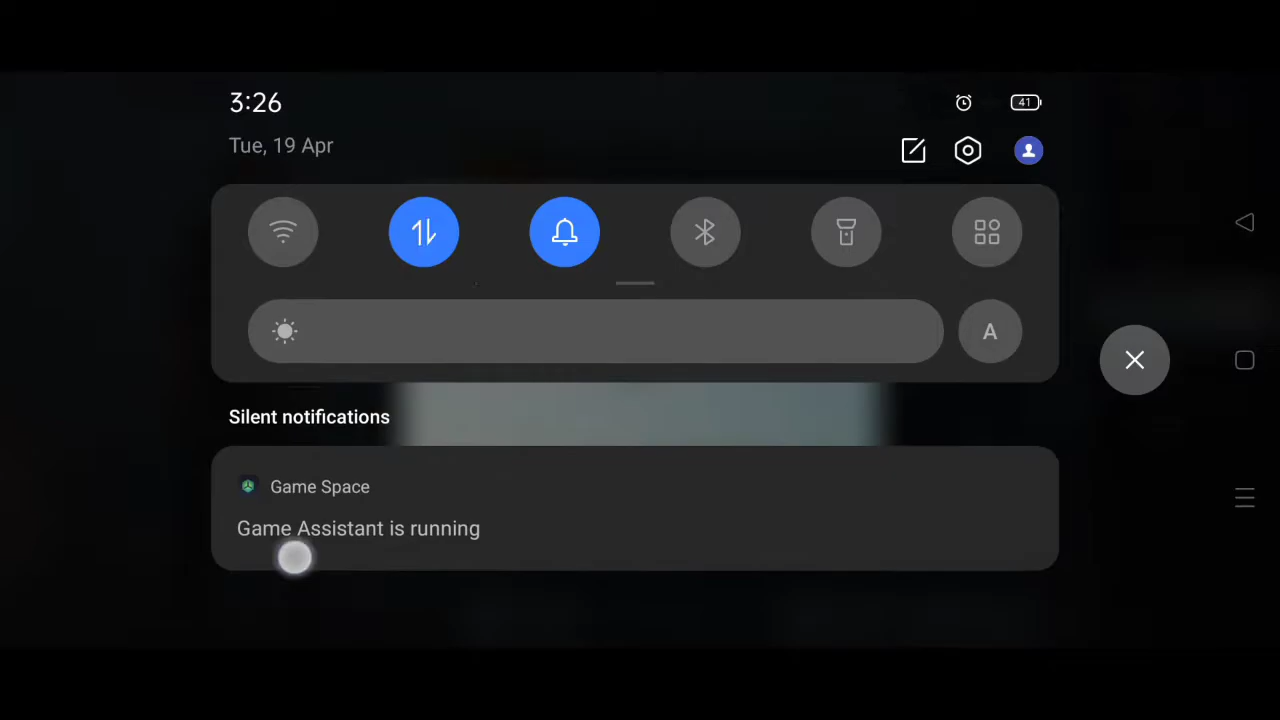 3:26
41
Tue, 19 Apr
A
Silent notifications
Game Space
Game Assistant is running